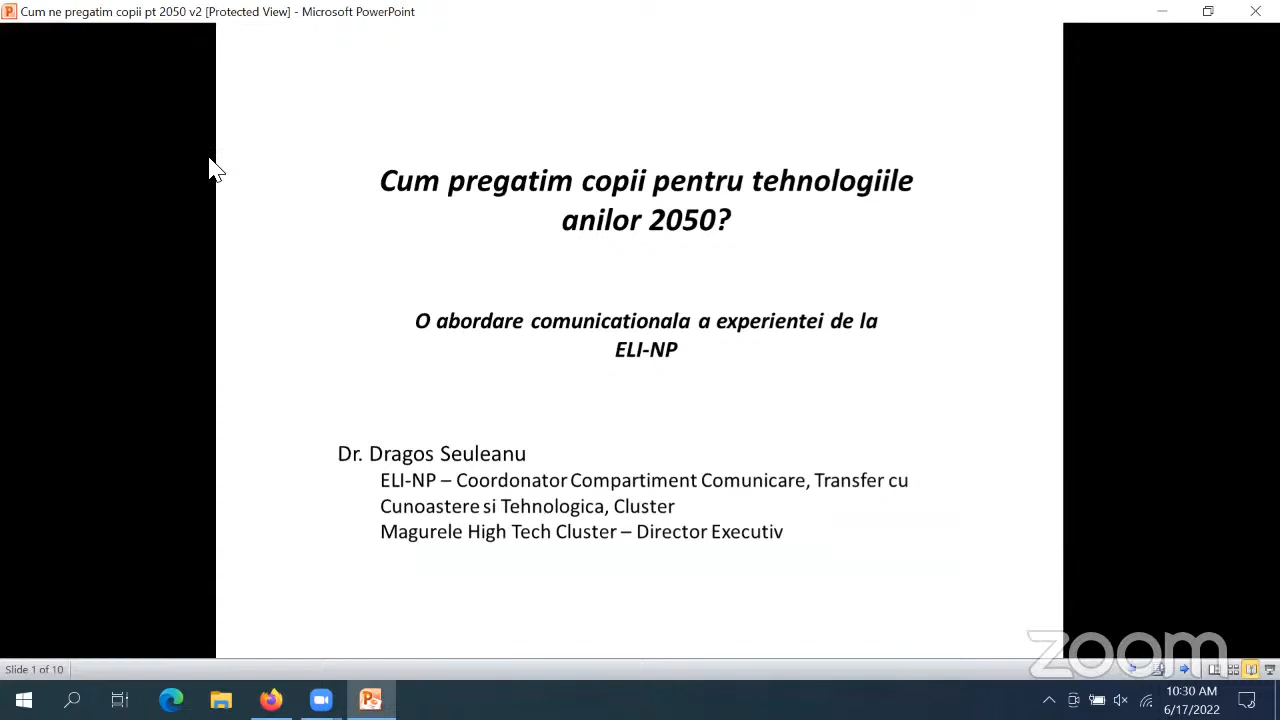 Cum ne pregatim copii pt 2050 v2 [Protected View] - Microsoft PowerPoint
Cum pregatim copii pentru tehnologiile
anilor 2050?
O abordare comunicationala a experientei de la
ELI-NP
Dr. Dragos Seuleanu
ELI-NP – Coordonator Compartiment Comunicare, Transfer cu
Cunoastere si Tehnologica, Cluster
Magurele High Tech Cluster – Director Executiv
zoom
Slide 1 of 10
10:30 AM
6/17/2022